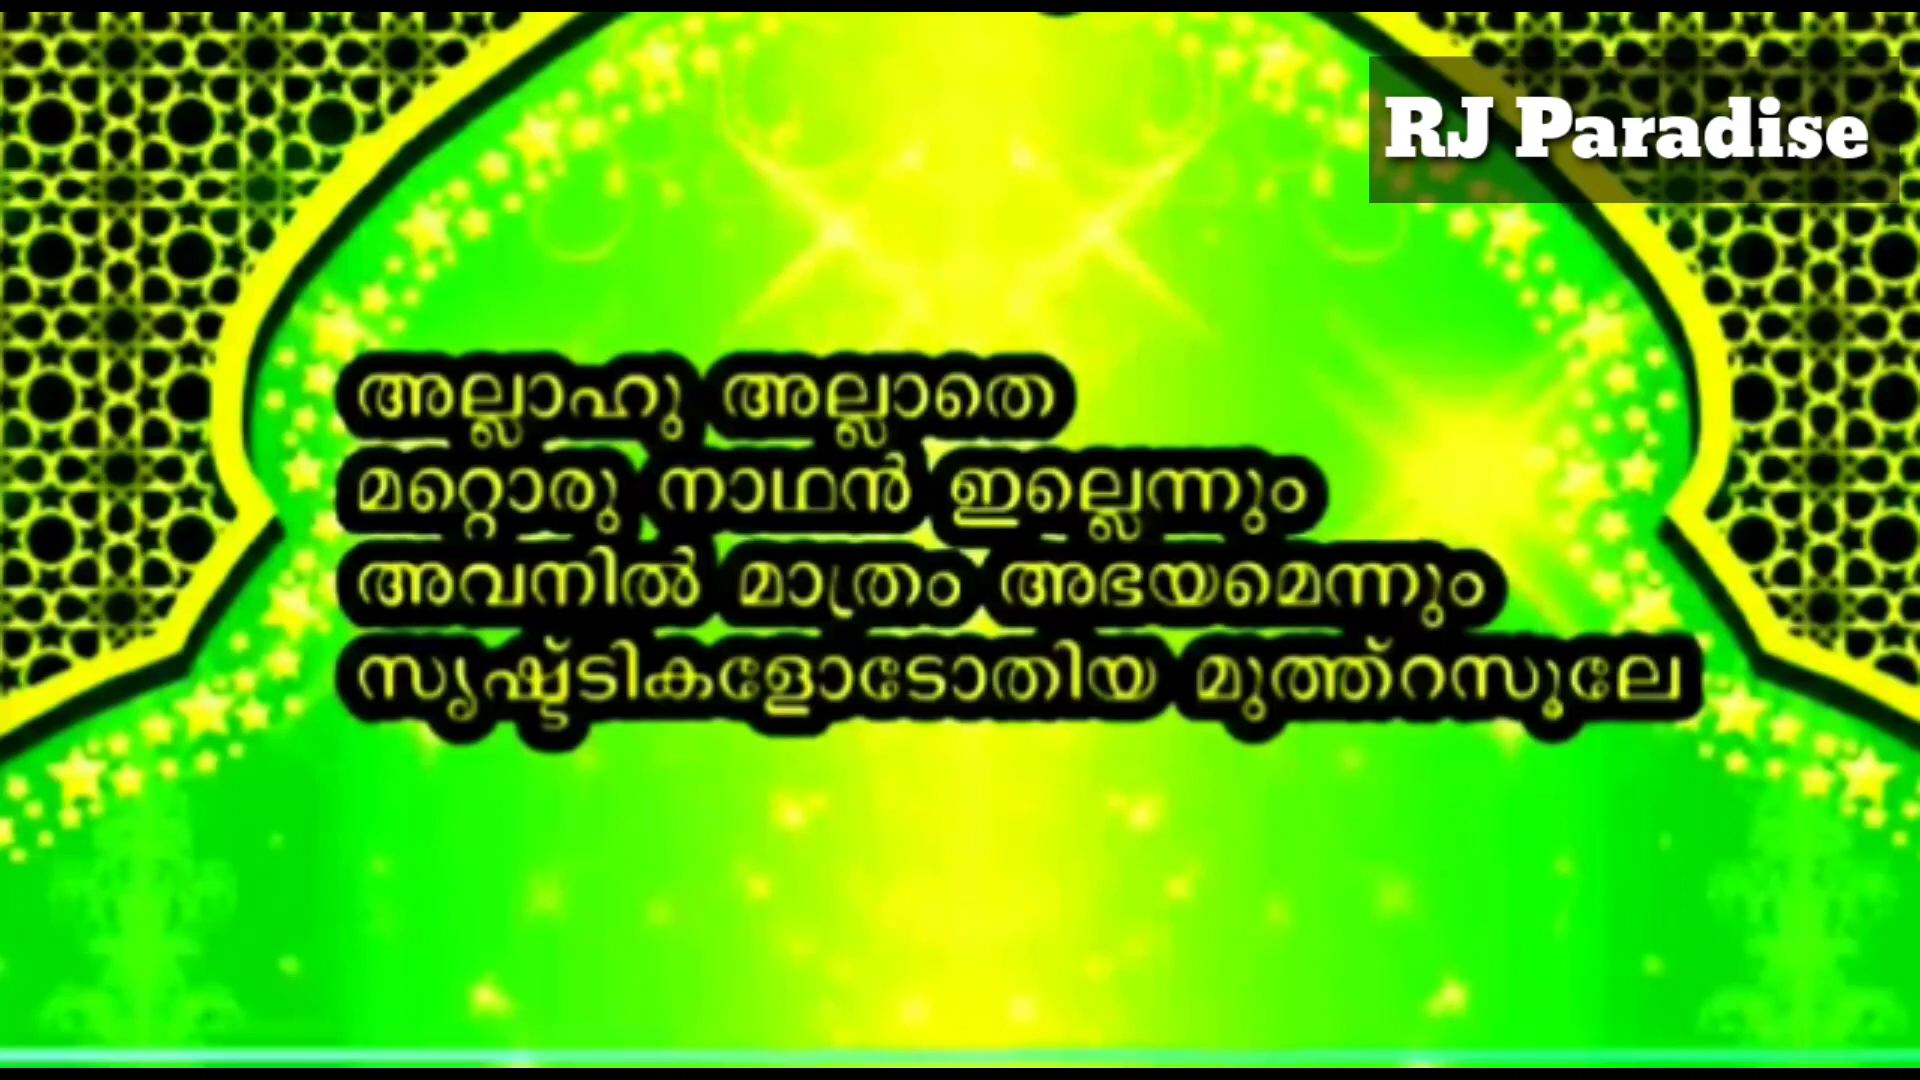 RJ Paradise
അല്ലാഹു അല്ലാതെ
മറ്റൊരു നാഥൻ ഇല്ലെന്നും
അവനിൽ മാത്രം അഭയമെന്നും
സൃഷ്ട്ടികളോടോതിയ മുത്ത്റസൂലേ